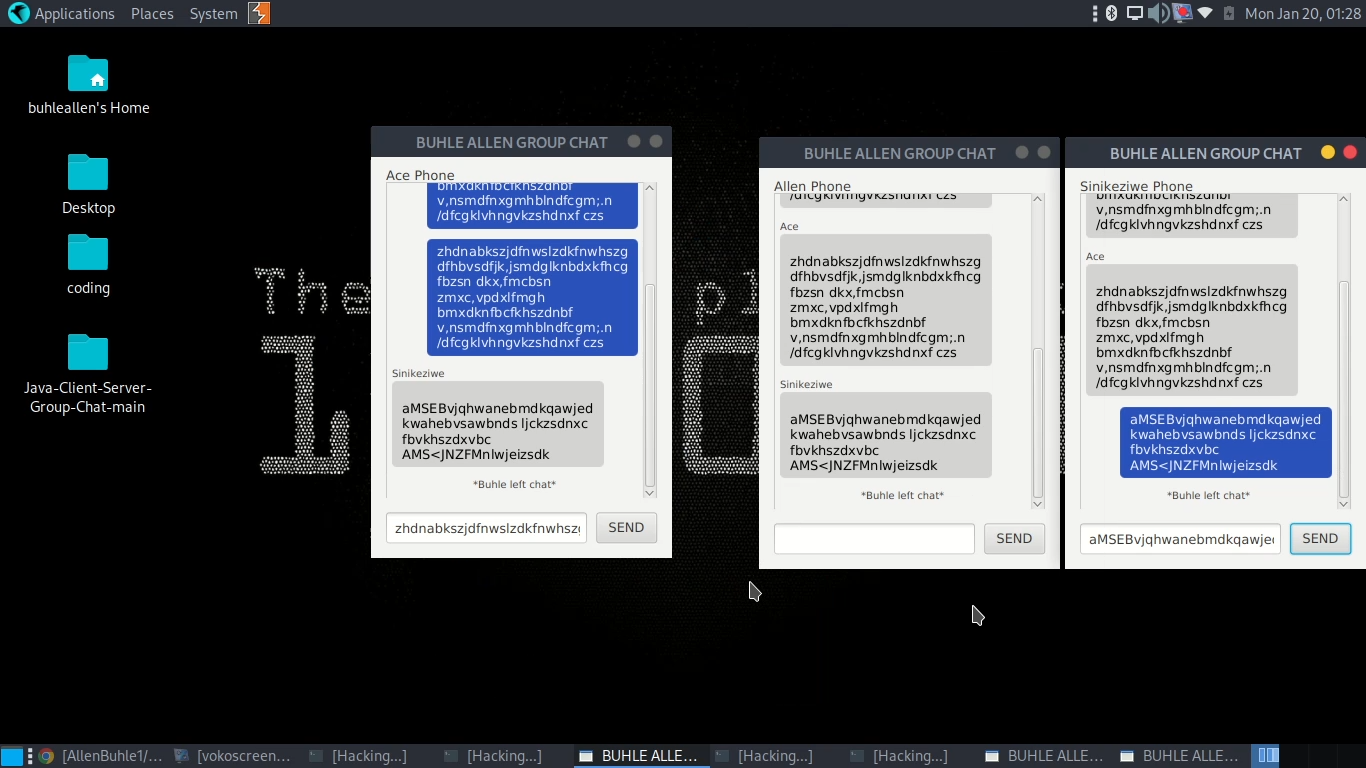 Applications Places System
Mon Jan 20, 01:28
buhleallen's Home
Desktop
coding
Java-Client-Server-
Group-Chat-main
The
pl
BUHLE ALLEN GROUP CHAT
Ace Phone
bmxdknfbcfkhszdnbf
v,nsmdfnxgmhblndfcgm;.n
/dfcgklvhngvkzshdnxf czs
zhdnabkszjdfnwslzdkfnwhszg
dfhbvsdfjk,jsmdglknbdxkfhcg
fbzsn dkx,fmcbsn
zmxc,vpdxlfmgh
bmxdknfbcfkhszdnbf
v,nsmdfnxgmhblndfcgm;.n
/dfcgklvhngvkzshdnxf czs
Sinikeziwe
aMSEBvjqhwanebmdkqawjed
kwahebvsawbnds ljckzsdnxc
fbvkhszdxvbc
AMS<JNZFMnlwjeizsdk
*Buhle left chat*
zhdnabkszjdfnwslzdkfnwhszg
SEND
BUHLE ALLEN GROUP CHAT
Allen Phone
/dfcgklvhngvkzshdnxf czs
Ace
zhdnabkszjdfnwslzdkfnwhszg
dfhbvsdfjk,jsmdglknbdxkfhcg
fbzsn dkx,fmcbsn
zmxc,vpdxlfmgh
bmxdknfbcfkhszdnbf
v,nsmdfnxgmhblndfcgm;.n
/dfcgklvhngvkzshdnxf czs
Sinikeziwe
aMSEBvjqhwanebmdkqawjed
kwahebvsawbnds ljckzsdnxc
fbvkhszdxvbc
AMS<JNZFMnlwjeizsdk
*Buhle left chat*
SEND
BUHLE ALLEN GROUP CHAT
Sinikeziwe Phone
bmxdknfbcfkhszdnbf
v,nsmdfnxgmhblndfcgm;.n
/dfcgklvhngvkzshdnxf czs
Ace
zhdnabkszjdfnwslzdkfnwhszg
dfhbvsdfjk,jsmdglknbdxkfhcg
fbzsn dkx,fmcbsn
zmxc,vpdxlfmgh
bmxdknfbcfkhszdnbf
v,nsmdfnxgmhblndfcgm;.n
/dfcgklvhngvkzshdnxf czs
aMSEBvjqhwanebmdkqawjed
kwahebvsawbnds ljckzsdnxc
fbvkhszdxvbc
AMS<JNZFMnlwjeizsdk
*Buhle left chat*
aMSEBvjqhwanebmdkqawjed
SEND
[AllenBuhle1/... [vokoscreen... [Hacking...] [Hacking...] BUHLE ALLE... [Hacking...] [Hacking...] BUHLE ALLE... BUHLE ALLE...